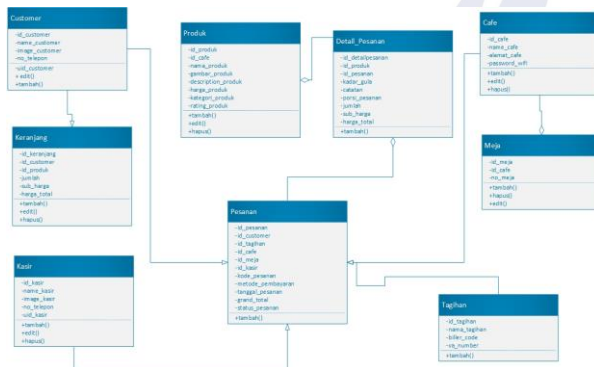 Customer
-id_customer
-name_customer
-image_customer
-no_telepon
-uid_customer
+ edit()
+tambah()
Keranjang
-id_keranjang
-id_customer
-id_produk
-jumlah
-sub_harga
-harga_total
+tambah()
+edit()
+hapus()
Kasir
-id_kasir
-name_kasir
-image_kasir
-no_telepon
-uid_kasir
+tambah()
+edit()
+hapus()
Produk
-id_produk
-id_cafe
-nama_produk
-gambar_produk
-description_produk
-harga_produk
-kategori_produk
-rating_produk
+tambah()
+edit()
+hapus()
Detail_Pesanan
-id_detailpesanan
-id_produk
-id_pesanan
-kadar_gula
-catatan
-porsi_pesanan
-jumlah
-sub_harga
-harga_total
+tambah()
Pesanan
-id_pesanan
-id_customer
-id_tagihan
-id_cafe
-id_meja
-id_kasir
-kode_pesanan
-metode_pembayaran
-tanggal_pesanan
-grand_total
-status_pesanan
+tambah()
Cafe
-id_cafe
-name_cafe
-alamat_cafe
-password_wifi
+tambah()
+edit()
+hapus()
Meja
-id_meja
-id_cafe
-no_meja
+tambah()
+hapus()
+edit()
Tagihan
-id_tagihan
-nama_tagihan
-biller_code
-va_number
+tambah()